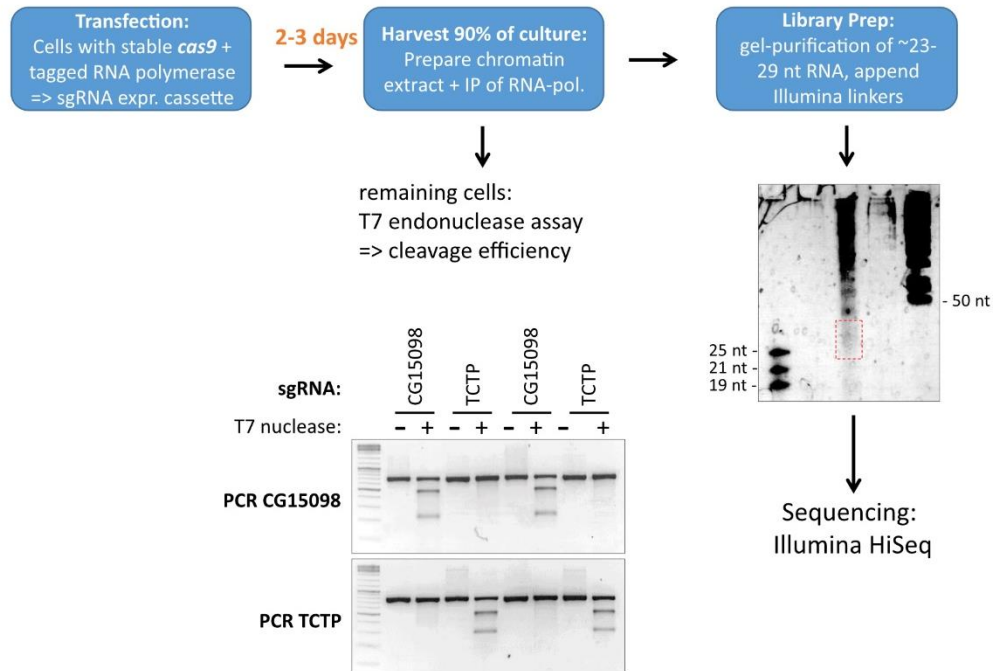 Transfection:
Cells with stable cas9 +
tagged RNA polymerase
=> sgRNA expr. cassette
2-3 days
Harvest 90% of culture:
Prepare chromatin
extract + IP of RNA-pol.
Library Prep:
gel-purification of ~23-
29 nt RNA, append
Illumina linkers
remaining cells:
T7 endonuclease assay
=> cleavage efficiency
- 50 nt
25 nt -
21 nt -
19 nt -
Sequencing:
Illumina HiSeq
sgRNA: CG15098 TCTP CG15098 TCTP
T7 nuclease: - + - + - + - +
PCR CG15098
PCR TCTP